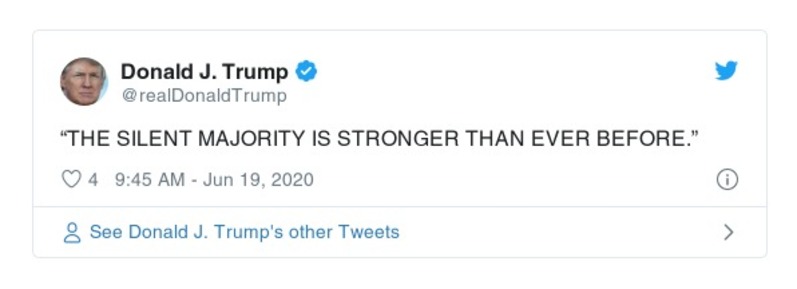 Donald J. Trump
@realDonaldTrump
“THE SILENT MAJORITY IS STRONGER THAN EVER BEFORE.”
4 9:45 AM - Jun 19, 2020
See Donald J. Trump's other Tweets